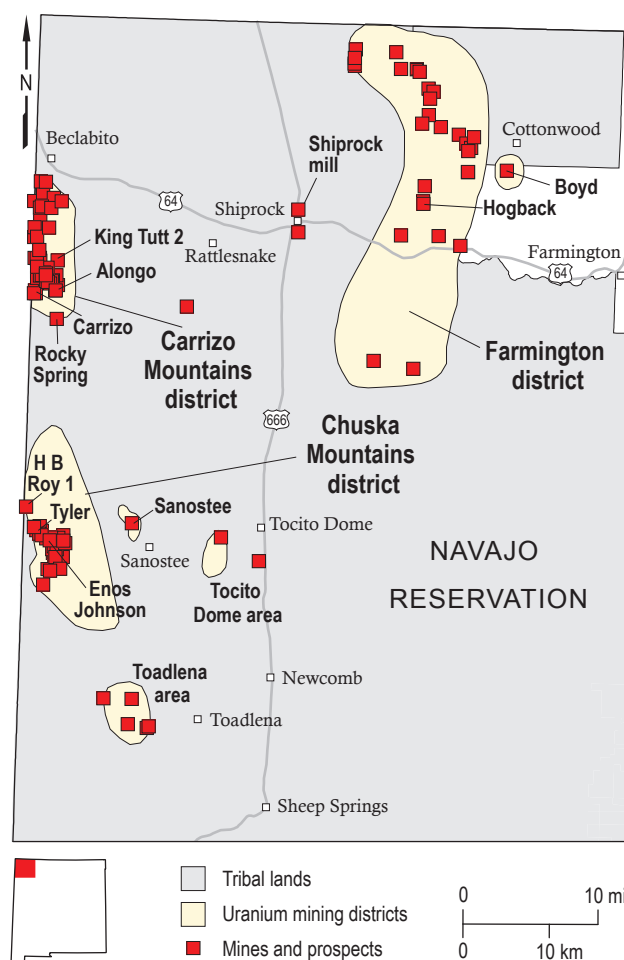 N
Beclabito
Cottonwood
Shiprock
mill
64
Boyd
Shiprock
Hogback
King Tutt 2
Rattlesnake
Alongo
Farmington
64
Carrizo
Rocky
Spring
Carrizo
Mountains
district
Farmington
district
666
Chuska
Mountains
district
H B
Roy 1
Sanostee
Tyler
Tocito Dome
Sanostee
NAVAJO
RESERVATION
Enos
Johnson
Tocito
Dome area
Toadlena
area
Newcomb
Toadlena
Sheep Springs
Tribal lands
Uranium mining districts
Mines and prospects
0 10 mi
0 10 km